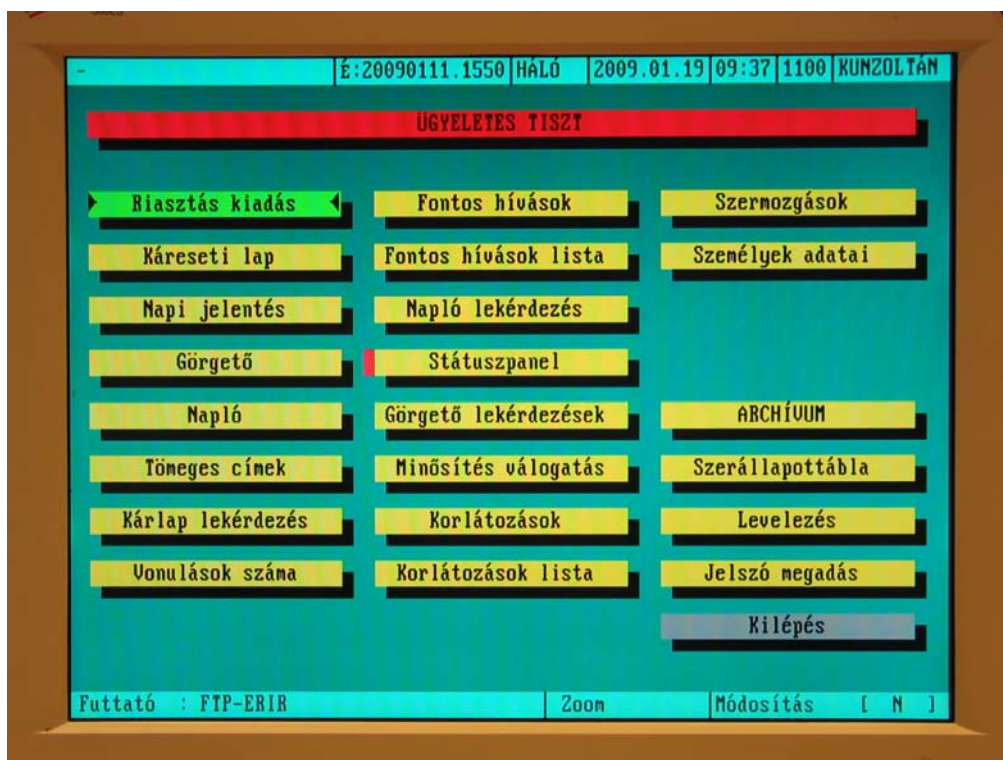 - É:20090111.1550 HÁLÓ 2009.01.19 09:37 1100 KUNZOLTÁN
ÜGYELETES TISZT
Riasztás kiadás Fontos hívások Szermozgások
Káreseti lap Fontos hívások lista Személyek adatai
Napi jelentés Napló lekérdezés
Görgető Státuszpanel
Napló Görgető lekérdezések ARCHÍVUM
Tömeges címek Minősítés válogatás Szerállapottábla
Kárlap lekérdezés Korlátozások Levelezés
Vonulások száma Korlátozások lista Jelszó megadás
Kilépés
Futtató : FTP-ERIR Zoom Módosítás [ N ]